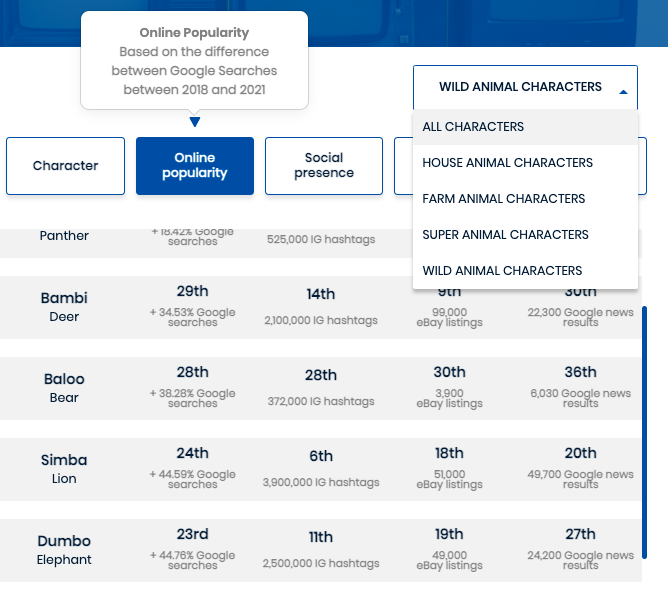 Online Popularity
Based on the difference
between Google Searches
between 2018 and 2021
WILD ANIMAL CHARACTERS
ALL CHARACTERS
HOUSE ANIMAL CHARACTERS
FARM ANIMAL CHARACTERS
SUPER ANIMAL CHARACTERS
WILD ANIMAL CHARACTERS
Character
Online
popularity
Social
presence
Panther
+ 18.42% Google
searches
525,000 IG hashtags
Bambi
Deer
29th
+ 34.53% Google
searches
14th
2,100,000 IG hashtags
9th
99,000
eBay listings
30th
22,300 Google news
results
Baloo
Bear
28th
+ 38.28% Google
searches
28th
372,000 IG hashtags
30th
3,900
eBay listings
36th
6,030 Google news
results
Simba
Lion
24th
+ 44.59% Google
searches
6th
3,900,000 IG hashtags
18th
51,000
eBay listings
20th
49,700 Google news
results
Dumbo
Elephant
23rd
+ 44.76% Google
searches
11th
2,500,000 IG hashtags
19th
49,000
eBay listings
27th
24,200 Google news
results